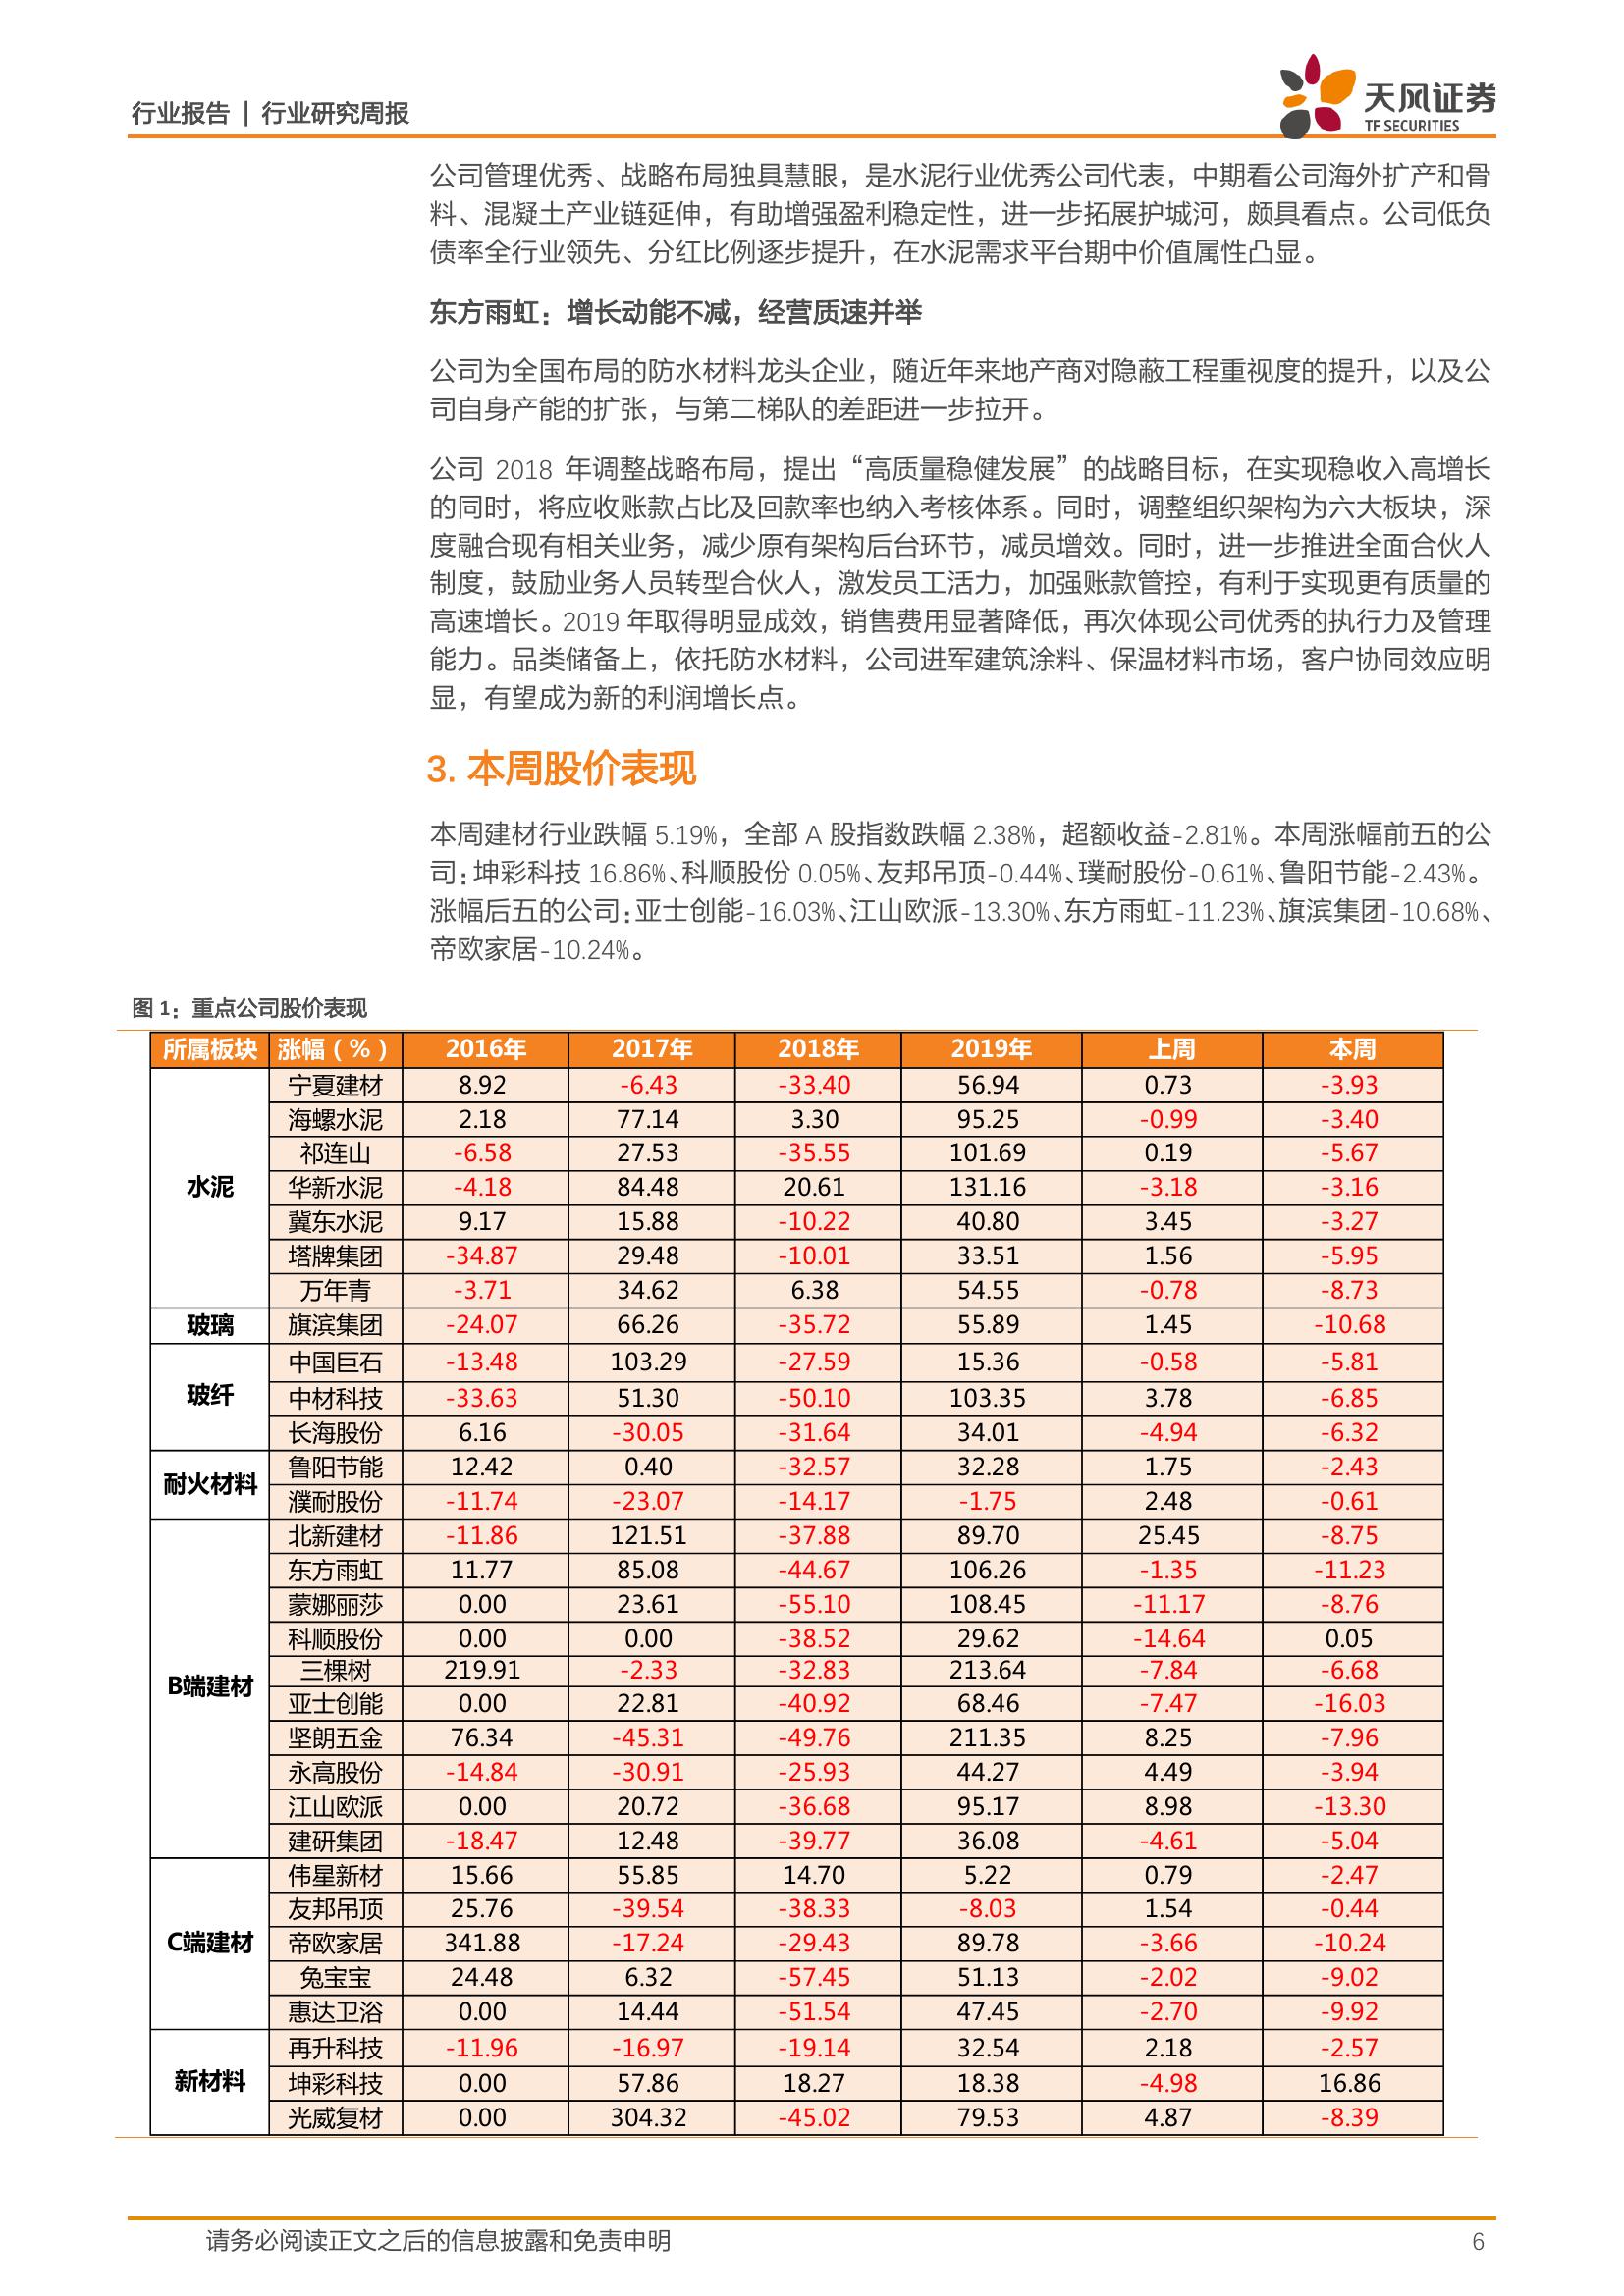 行业报告 | 行业研究周报
天风证券
TF SECURITIES
公司管理优秀、战略布局独具慧眼，是水泥行业优秀公司代表，中期看公司海外扩产和骨
料、混凝土产业链延伸，有助增强盈利稳定性，进一步拓展护城河，颇具看点。公司低负
债率全行业领先、分红比例逐步提升，在水泥需求平台期中价值属性凸显。
东方雨虹：增长动能不减，经营质速并举
公司为全国布局的防水材料龙头企业，随近年来地产商对隐蔽工程重视度的提升，以及公
司自身产能的扩张，与第二梯队的差距进一步拉开。
公司 2018 年调整战略布局，提出“高质量稳健发展”的战略目标，在实现稳收入高增长
的同时，将应收账款占比及回款率也纳入考核体系。同时，调整组织架构为六大板块，深
度融合现有相关业务，减少原有架构后台环节，减员增效。同时，进一步推进全面合伙人
制度，鼓励业务人员转型合伙人，激发员工活力，加强账款管控，有利于实现更有质量的
高速增长。2019 年取得明显成效，销售费用显著降低，再次体现公司优秀的执行力及管理
能力。品类储备上，依托防水材料，公司进军建筑涂料、保温材料市场，客户协同效应明
显，有望成为新的利润增长点。
3. 本周股价表现
本周建材行业跌幅 5.19%，全部 A 股指数跌幅 2.38%，超额收益-2.81%。本周涨幅前五的公
司：坤彩科技 16.86%、科顺股份 0.05%、友邦吊顶-0.44%、璞耐股份-0.61%、鲁阳节能-2.43%。
涨幅后五的公司：亚士创能-16.03%、江山欧派-13.30%、东方雨虹-11.23%、旗滨集团-10.68%、
帝欧家居-10.24%。
图 1：重点公司股价表现
所属板块 涨幅（%） 2016年 2017年 2018年 2019年 上周 本周
水泥 宁夏建材 8.92 -6.43 -33.40 56.94 0.73 -3.93
海螺水泥 2.18 77.14 3.30 95.25 -0.99 -3.40
祁连山 -6.58 27.53 -35.55 101.69 0.19 -5.67
华新水泥 -4.18 84.48 20.61 131.16 -3.18 -3.16
冀东水泥 9.17 15.88 -10.22 40.80 3.45 -3.27
塔牌集团 -34.87 29.48 -10.01 33.51 1.56 -5.95
万年青 -3.71 34.62 6.38 54.55 -0.78 -8.73
玻璃 旗滨集团 -24.07 66.26 -35.72 55.89 1.45 -10.68
玻纤 中国巨石 -13.48 103.29 -27.59 15.36 -0.58 -5.81
中材科技 -33.63 51.30 -50.10 103.35 3.78 -6.85
长海股份 6.16 -30.05 -31.64 34.01 -4.94 -6.32
耐火材料 鲁阳节能 12.42 0.40 -32.57 32.28 1.75 -2.43
濮耐股份 -11.74 -23.07 -14.17 -1.75 2.48 -0.61
B端建材 北新建材 -11.86 121.51 -37.88 89.70 25.45 -8.75
东方雨虹 11.77 85.08 -44.67 106.26 -1.35 -11.23
蒙娜丽莎 0.00 23.61 -55.10 108.45 -11.17 -8.76
科顺股份 0.00 0.00 -38.52 29.62 -14.64 0.05
三棵树 219.91 -2.33 -32.83 213.64 -7.84 -6.68
亚士创能 0.00 22.81 -40.92 68.46 -7.47 -16.03
坚朗五金 76.34 -45.31 -49.76 211.35 8.25 -7.96
永高股份 -14.84 -30.91 -25.93 44.27 4.49 -3.94
江山欧派 0.00 20.72 -36.68 95.17 8.98 -13.30
建研集团 -18.47 12.48 -39.77 36.08 -4.61 -5.04
C端建材 伟星新材 15.66 55.85 14.70 5.22 0.79 -2.47
友邦吊顶 25.76 -39.54 -38.33 -8.03 1.54 -0.44
帝欧家居 341.88 -17.24 -29.43 89.78 -3.66 -10.24
兔宝宝 24.48 6.32 -57.45 51.13 -2.02 -9.02
惠达卫浴 0.00 14.44 -51.54 47.45 -2.70 -9.92
新材料 再升科技 -11.96 -16.97 -19.14 32.54 2.18 -2.57
坤彩科技 0.00 57.86 18.27 18.38 -4.98 16.86
光威复材 0.00 304.32 -45.02 79.53 4.87 -8.39
请务必阅读正文之后的信息披露和免责申明
6